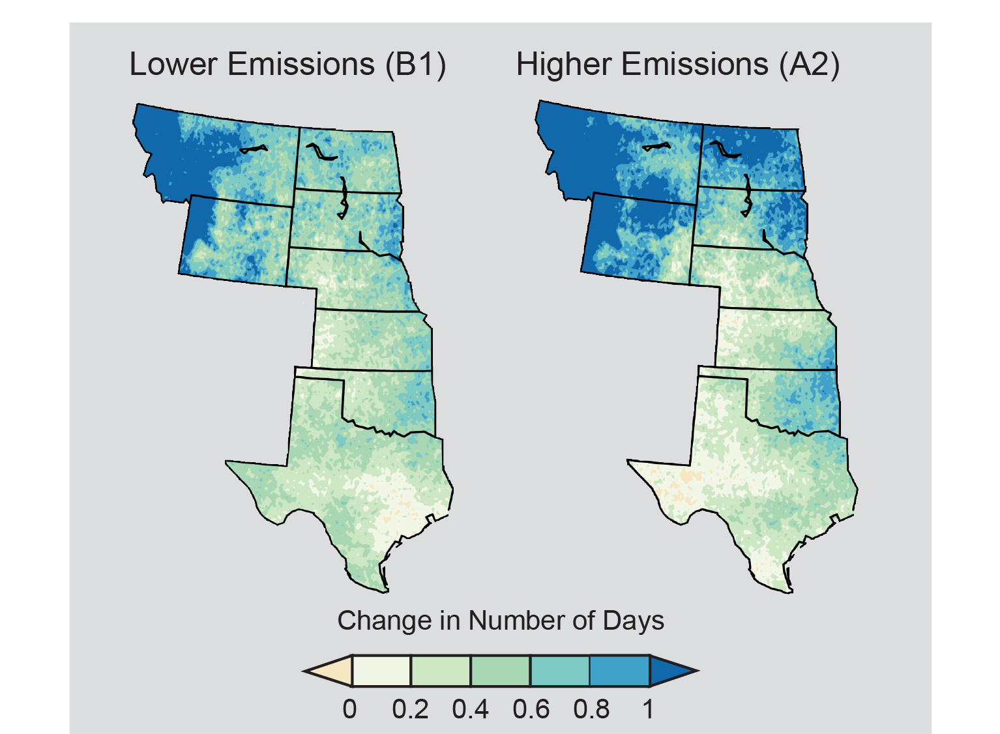 Lower Emissions (B1)
Higher Emissions (A2)
Change in Number of Days
0 0.2 0.4 0.6 0.8 1